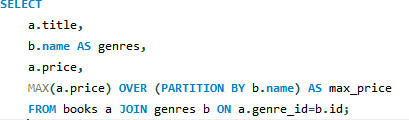 SELECT
a.title,
b.name AS genres,
a.price,
MAX(a.price) OVER (PARTITION BY b.name) AS max_price
FROM books a JOIN genres b ON a.genre_id=b.id;